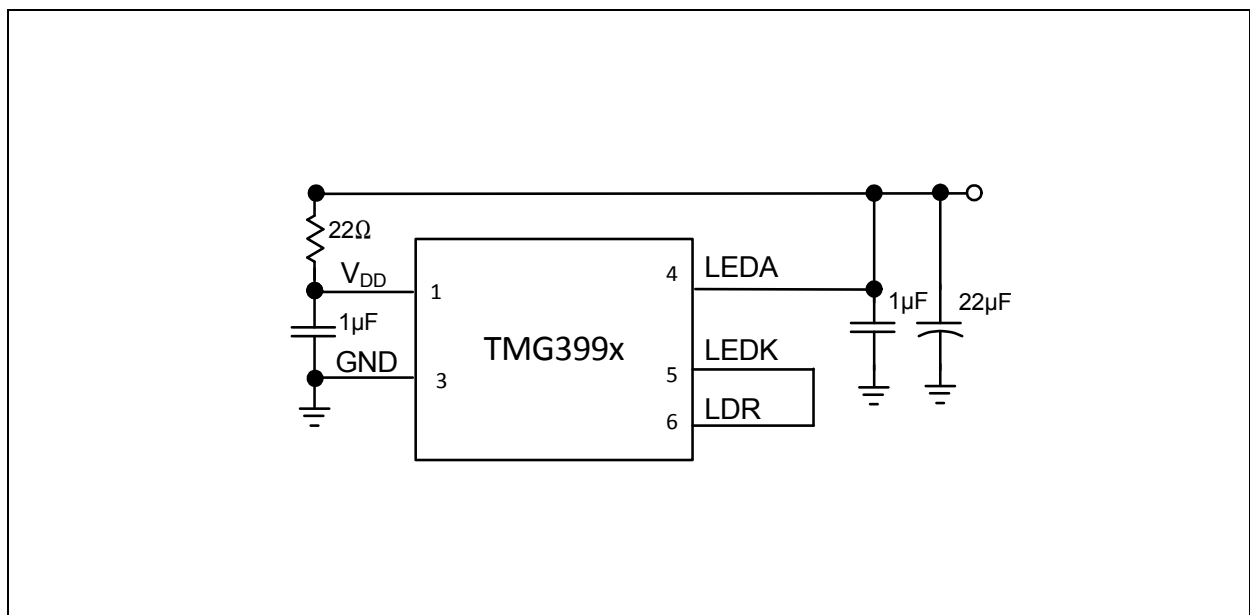 22Ω
V_DD
1
4
LEDA
1µF
1µF
22µF
TMG399x
GND
3
5
LEDK
6
LDR